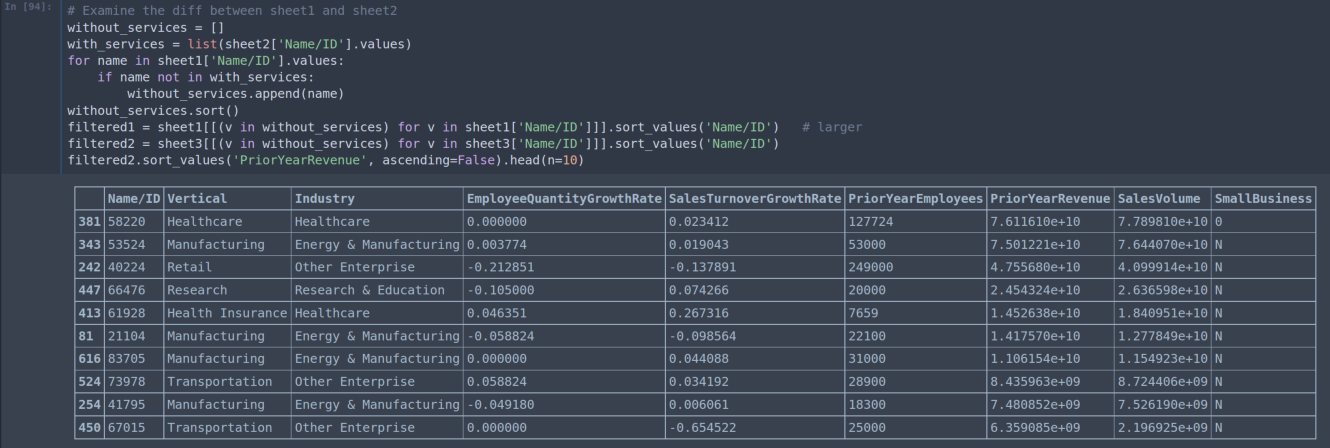 In [94]:
# Examine the diff between sheet1 and sheet2
without_services = []
with_services = list(sheet2['Name/ID'].values)
for name in sheet1['Name/ID'].values:
    if name not in with_services:
        without_services.append(name)
without_services.sort()
filtered1 = sheet1[[(v in without_services) for v in sheet1['Name/ID']]].sort_values('Name/ID')   # larger
filtered2 = sheet3[[(v in without_services) for v in sheet3['Name/ID']]].sort_values('Name/ID')
filtered2.sort_values('PriorYearRevenue', ascending=False).head(n=10)
Name/ID Vertical Industry EmployeeQuantityGrowthRate SalesTurnoverGrowthRate PriorYearEmployees PriorYearRevenue SalesVolume SmallBusiness
381 58220 Healthcare Healthcare 0.000000 0.023412 127724 7.611610e+10 7.789810e+10 0
343 53524 Manufacturing Energy & Manufacturing 0.003774 0.019043 53000 7.501221e+10 7.644070e+10 N
242 40224 Retail Other Enterprise -0.212851 -0.137891 249000 4.755680e+10 4.099914e+10 N
447 66476 Research Research & Education -0.105000 0.074266 20000 2.454324e+10 2.636598e+10 N
413 61928 Health Insurance Healthcare 0.046351 0.267316 7659 1.452638e+10 1.840951e+10 N
81 21104 Manufacturing Energy & Manufacturing -0.058824 -0.098564 22100 1.417570e+10 1.277849e+10 N
616 83705 Manufacturing Energy & Manufacturing 0.000000 0.044088 31000 1.106154e+10 1.154923e+10 N
524 73978 Transportation Other Enterprise 0.058824 0.034192 28900 8.435963e+09 8.724406e+09 N
254 41795 Manufacturing Energy & Manufacturing -0.049180 0.006061 18300 7.480852e+09 7.526190e+09 N
450 67015 Transportation Other Enterprise 0.000000 -0.654522 25000 6.359085e+09 2.196925e+09 N